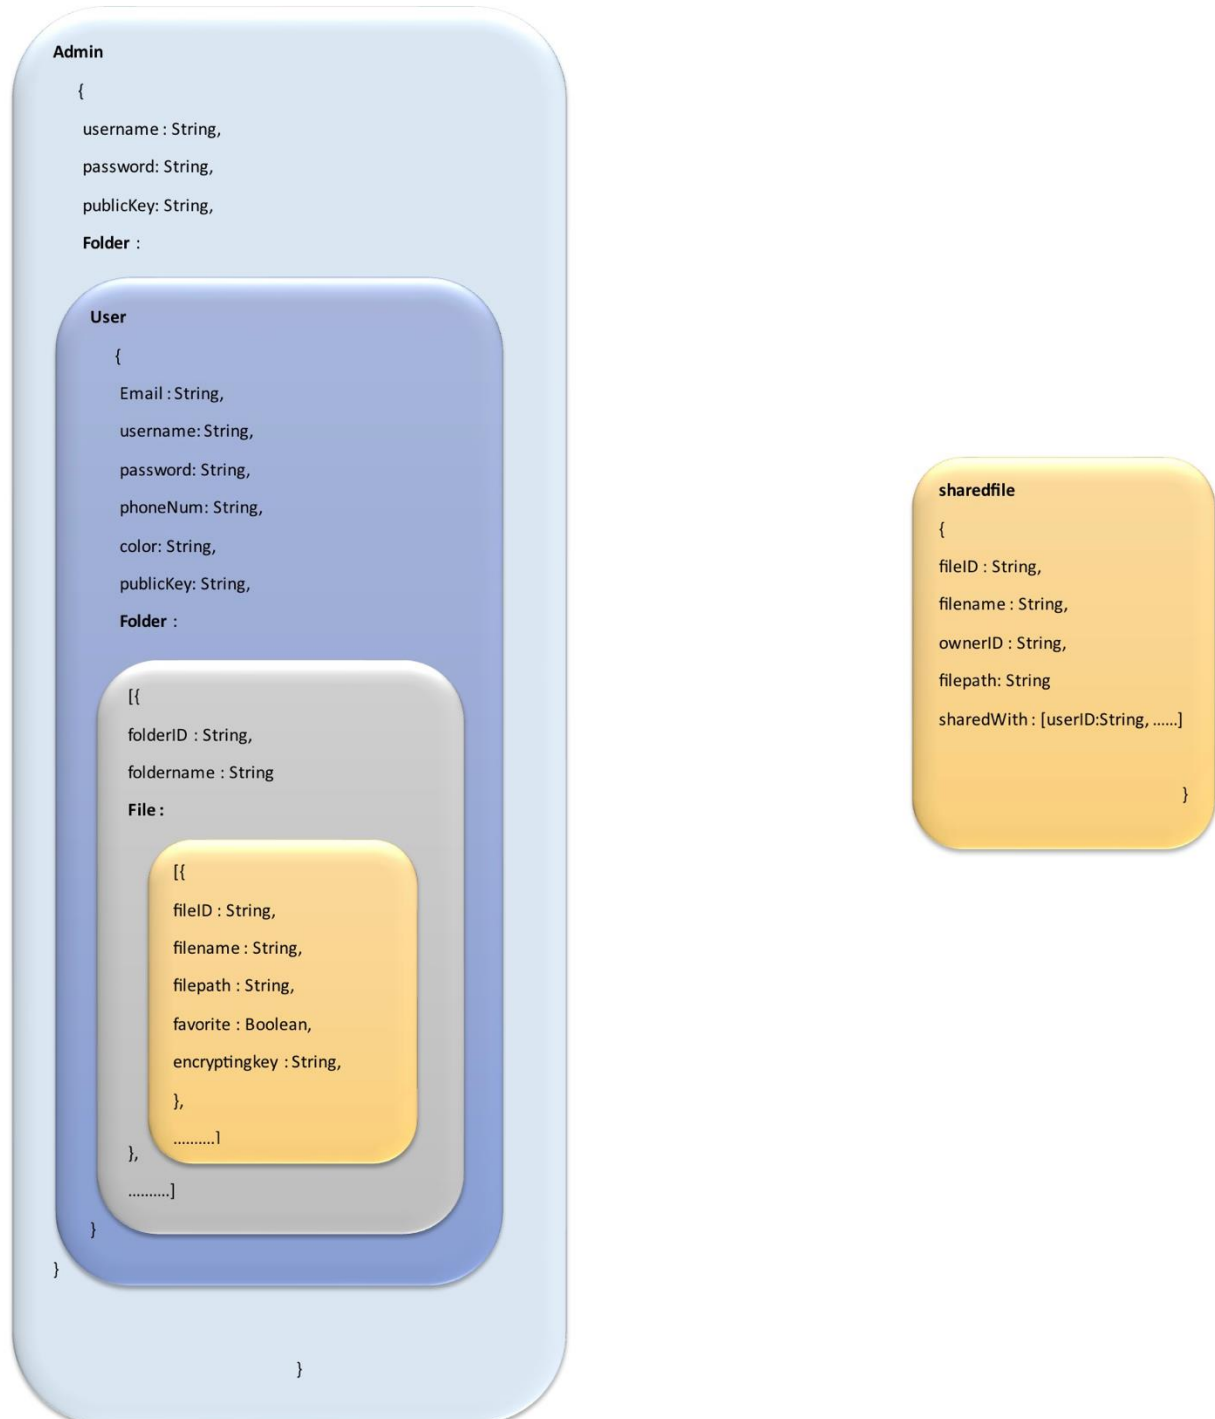 Admin
{
username : String,
password: String,
publicKey: String,
Folder :
User
{
Email : String,
username: String,
password: String,
phoneNum: String,
color: String,
publicKey: String,
Folder :
[{
folderID : String,
foldername : String
File :
[{
fileID : String,
filename : String,
filepath : String,
favorite : Boolean,
encryptingkey : String,
},
..........]
},
..........]
}
}
}
sharedfile
{
fileID : String,
filename : String,
ownerID : String,
filepath: String
sharedWith : [userID:String, ......]
}